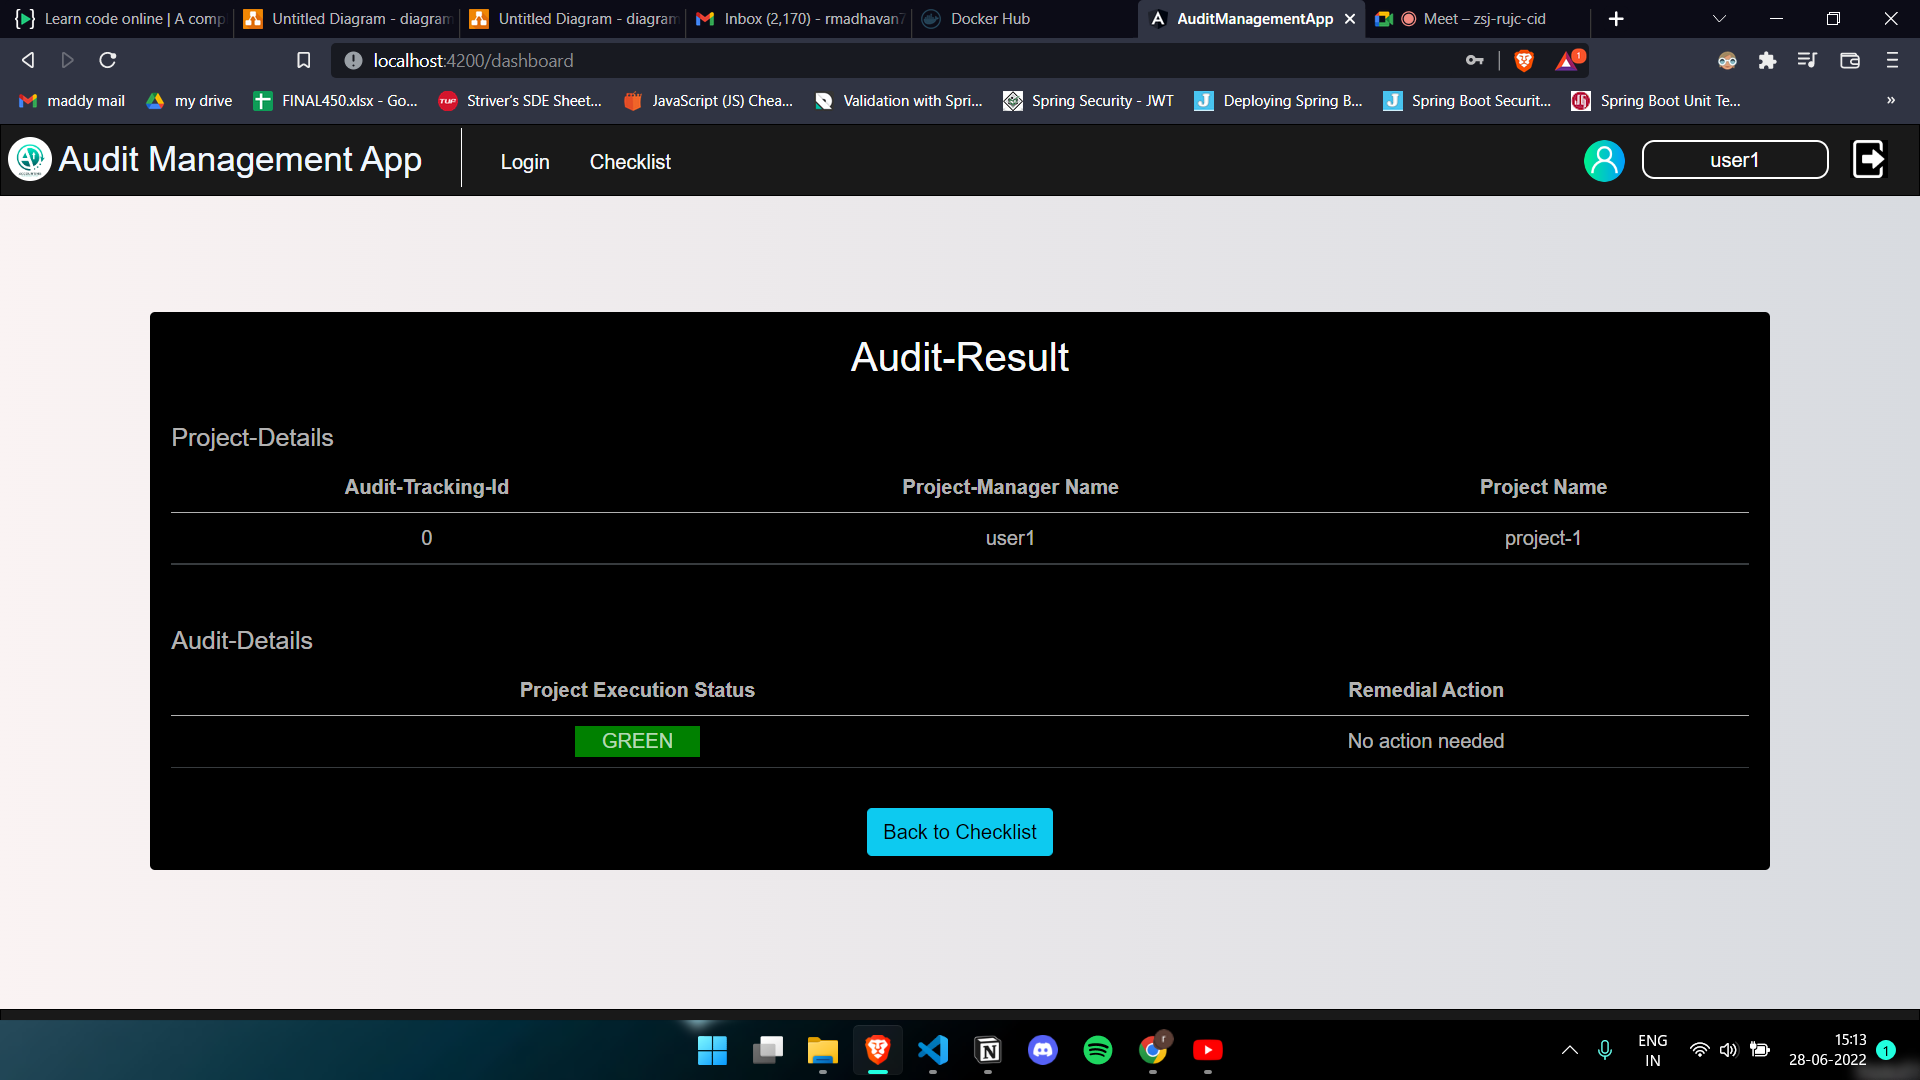 Learn code online | A comp
Untitled Diagram - diagram
Untitled Diagram - diagram
Inbox (2,170) - rmadhavan7
Docker Hub
AuditManagementApp
Meet – zsj-rujc-cid
localhost:4200/dashboard
1
maddy mail
my drive
FINAL450.xlsx - Go...
TUF
Striver's SDE Sheet...
JavaScript (JS) Chea...
Validation with Spri...
Spring Security - JWT
J
Deploying Spring B...
J
Spring Boot Securit...
Spring Boot Unit Te...
»
Audit Management App
Login
Checklist
user1
Audit-Result
Project-Details
Audit-Tracking-Id Project-Manager Name Project Name
0 user1 project-1
Audit-Details
Project Execution Status Remedial Action
GREEN No action needed
Back to Checklist
r
ENG
IN
15:13
28-06-2022
1